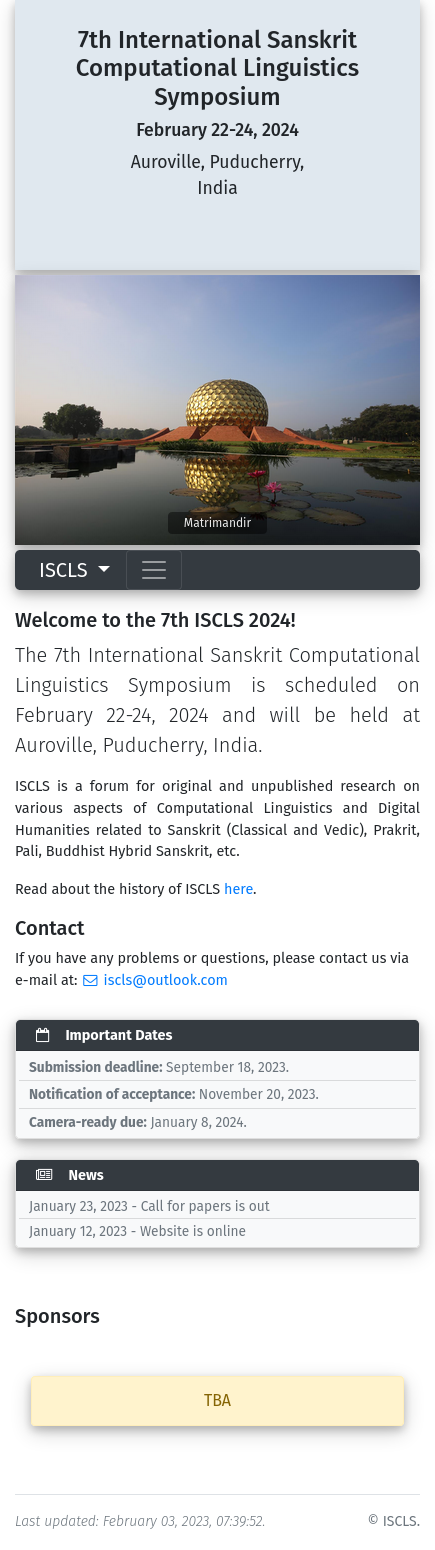 7th International Sanskrit
Computational Linguistics
Symposium
February 22-24, 2024
Auroville, Puducherry,
India
Matrimandir
ISCLS
Welcome to the 7th ISCLS 2024!
The 7th International Sanskrit Computational
Linguistics Symposium is scheduled on
February 22-24, 2024 and will be held at
Auroville, Puducherry, India.
ISCLS is a forum for original and unpublished research on
various aspects of Computational Linguistics and Digital
Humanities related to Sanskrit (Classical and Vedic), Prakrit,
Pali, Buddhist Hybrid Sanskrit, etc.
Read about the history of ISCLS here.
Contact
If you have any problems or questions, please contact us via
e-mail at: iscls@outlook.com
Important Dates
Submission deadline: September 18, 2023.
Notification of acceptance: November 20, 2023.
Camera-ready due: January 8, 2024.
News
January 23, 2023 - Call for papers is out
January 12, 2023 - Website is online
Sponsors
TBA
Last updated: February 03, 2023, 07:39:52. © ISCLS.